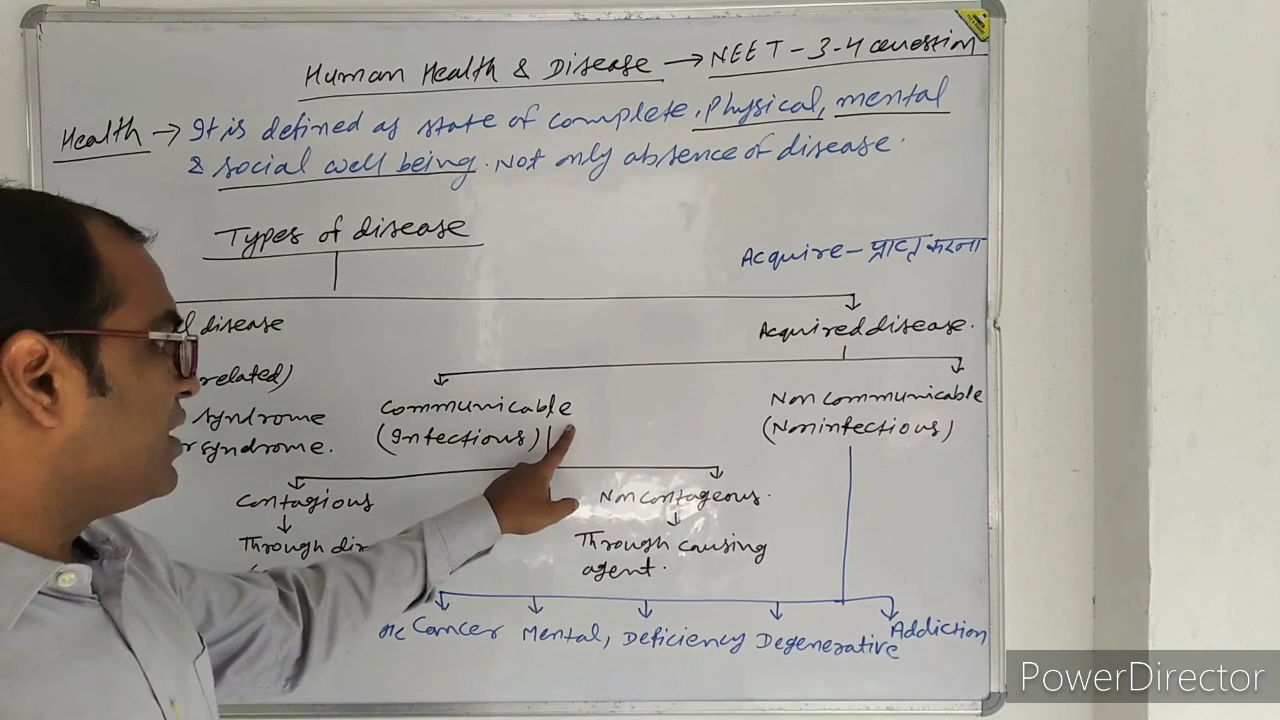 Human Health & Disease → NEET - 3-4 Question
Health → It is defined as state of complete, Physical, mental
& social well being. Not only absence of disease.
Types of disease
Acquire - प्राप्त करना
disease
Acquired disease.
related)
Communicable
Non communicable
syndrome
(Infectious)
(Noninfectious)
syndrome.
Contagious
Non contageous.
Through dir
Through causing
agent.
Cancer Mental, Deficiency Degenerative Addiction
PowerDirector